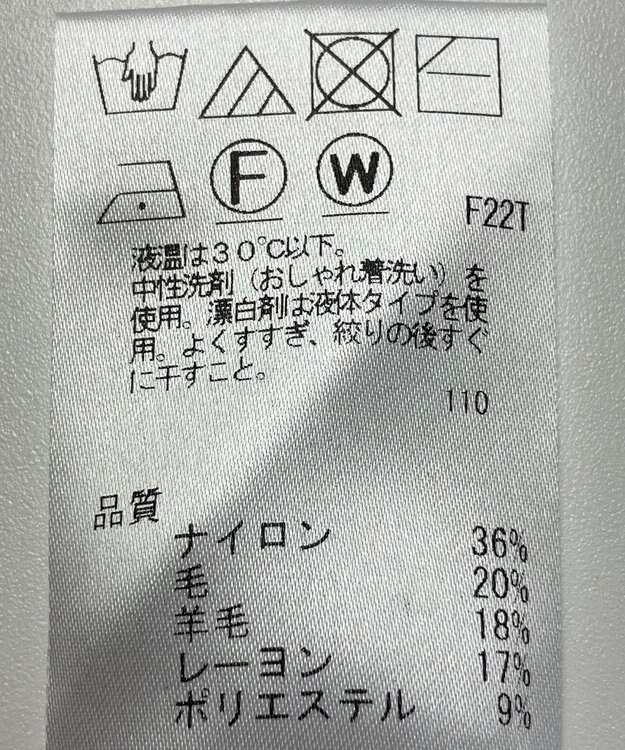 F W
F22T
液温は30℃以下。
中性洗剤（おしゃれ着洗い）を
使用。漂白剤は液体タイプを使
用。よくすすぎ、絞りの後すぐ
に干すこと。
110
品質
ナイロン 36%
毛 20%
羊毛 18%
レーヨン 17%
ポリエステル 9%